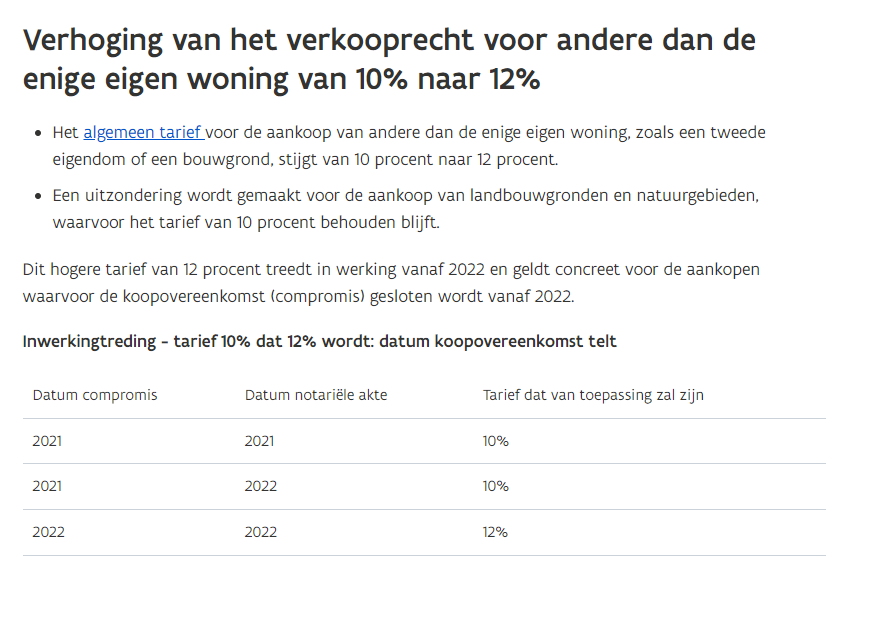 Verhoging van het verkooprecht voor andere dan de
enige eigen woning van 10% naar 12%
• Het algemeen tarief voor de aankoop van andere dan de enige eigen woning, zoals een tweede
eigendom of een bouwgrond, stijgt van 10 procent naar 12 procent.
• Een uitzondering wordt gemaakt voor de aankoop van landbouwgronden en natuurgebieden,
waarvoor het tarief van 10 procent behouden blijft.
Dit hogere tarief van 12 procent treedt in werking vanaf 2022 en geldt concreet voor de aankopen
waarvoor de koopovereenkomst (compromis) gesloten wordt vanaf 2022.
Inwerkingtreding - tarief 10% dat 12% wordt: datum koopovereenkomst telt
Datum compromis Datum notariële akte Tarief dat van toepassing zal zijn
2021 2021 10%
2021 2022 10%
2022 2022 12%